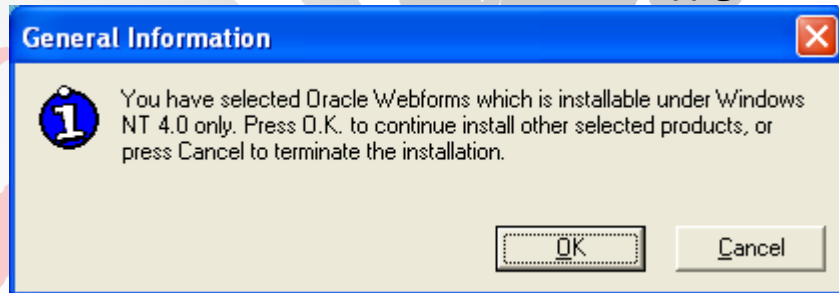 General Information
You have selected Oracle Webforms which is installable under Windows
NT 4.0 only. Press O.K. to continue install other selected products, or
press Cancel to terminate the installation.
OK
Cancel